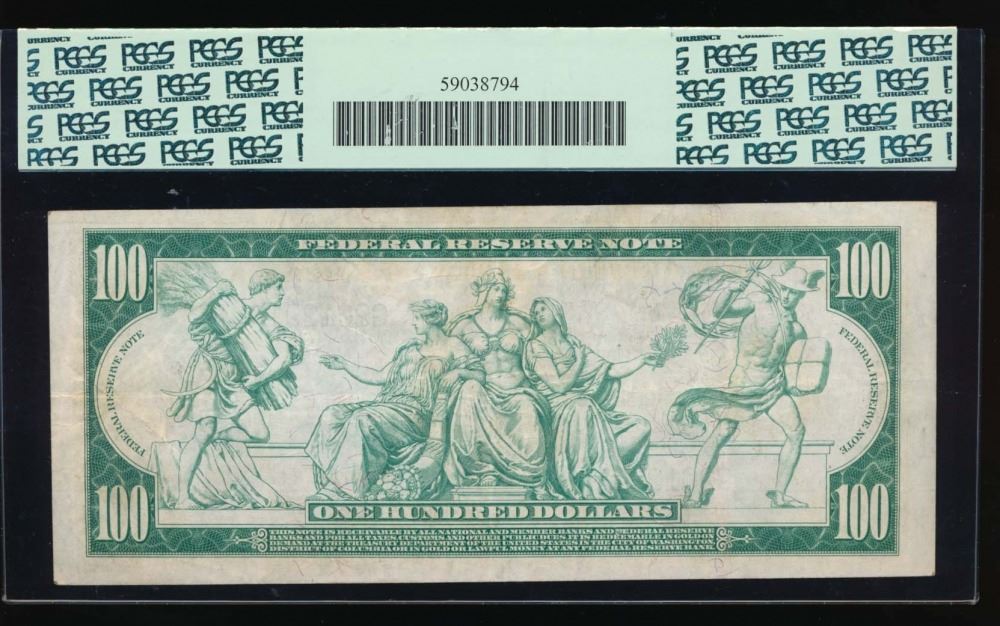 PCGS CURRENCY
59038794
FEDERAL RESERVE NOTE
100 100
FEDERAL RESERVE NOTE
FEDERAL RESERVE NOTE
100 100
ONE HUNDRED DOLLARS
THIS NOTE IS RECEIVABLE BY ALL NATIONAL AND MEMBER BANKS AND FEDERAL RESERVE
BANKS AND FOR ALL TAXES, CUSTOMS AND OTHER PUBLIC DUES. IT IS REDEEMABLE IN GOLD ON
DEMAND AT THE TREASURY DEPARTMENT OF THE UNITED STATES IN THE CITY OF WASHINGTON,
DISTRICT OF COLUMBIA OR IN GOLD OR LAWFUL MONEY AT ANY FEDERAL RESERVE BANK.